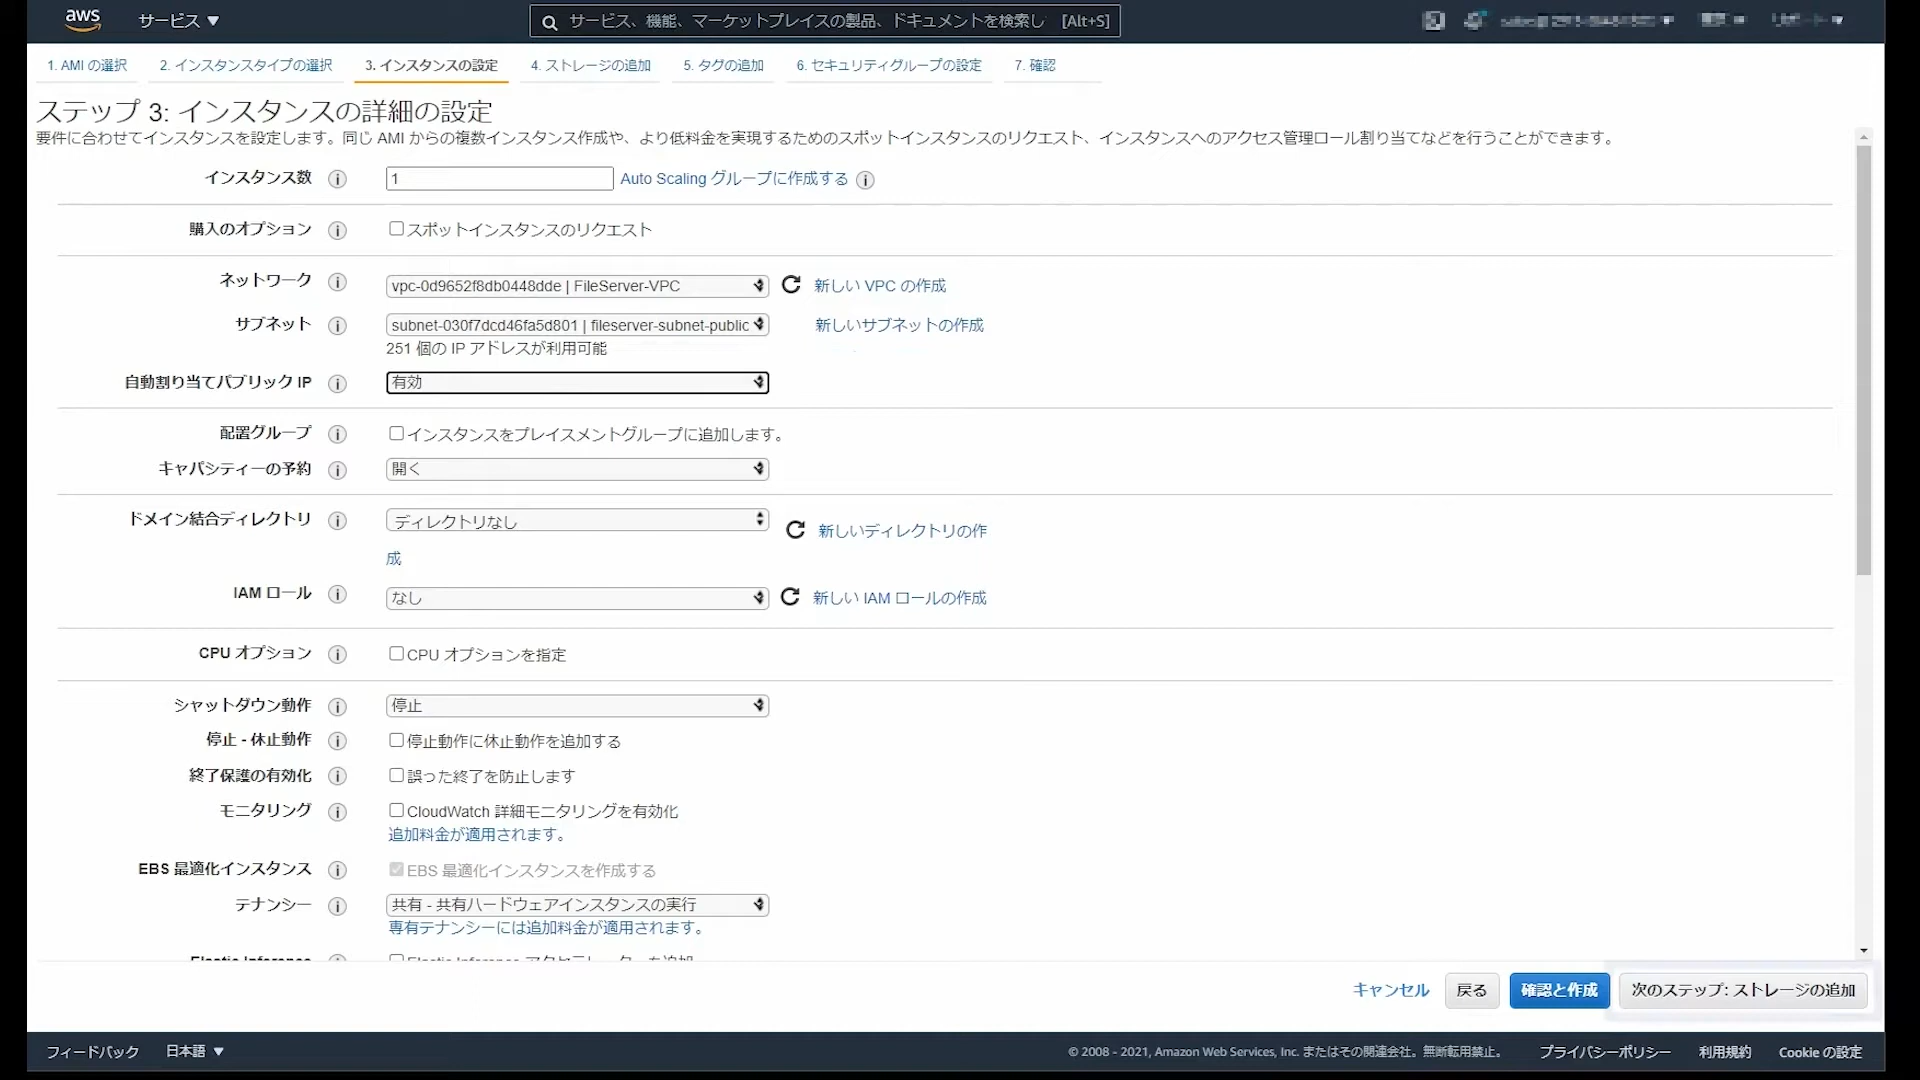 aws
サービス ▼
サービス、機能、マーケットプレイスの製品、ドキュメントを検索し [Alt+S]
1. AMI の選択 2. インスタンスタイプの選択 3. インスタンスの設定 4. ストレージの追加 5. タグの追加 6. セキュリティグループの設定 7. 確認
ステップ 3: インスタンスの詳細の設定
要件に合わせてインスタンスを設定します。同じ AMI からの複数インスタンス作成や、より低料金を実現するためのスポットインスタンスのリクエスト、インスタンスへのアクセス管理ロール割り当てなどを行うことができます。
インスタンス数 1 Auto Scaling グループに作成する
購入のオプション スポットインスタンスのリクエスト
ネットワーク vpc-0d9652f8db0448dde | FileServer-VPC 新しい VPC の作成
サブネット subnet-030f7dcd46fa5d801 | fileserver-subnet-public 新しいサブネットの作成
251 個の IP アドレスが利用可能
自動割り当てパブリック IP 有効
配置グループ インスタンスをプレイスメントグループに追加します。
キャパシティーの予約 開く
ドメイン結合ディレクトリ ディレクトリなし 新しいディレクトリの作
成
IAM ロール なし 新しい IAM ロールの作成
CPU オプション CPU オプションを指定
シャットダウン動作 停止
停止 - 休止動作 停止動作に休止動作を追加する
終了保護の有効化 誤った終了を防止します
モニタリング CloudWatch 詳細モニタリングを有効化
追加料金が適用されます。
EBS 最適化インスタンス EBS 最適化インスタンスを作成する
テナンシー 共有 - 共有ハードウェアインスタンスの実行
専有テナンシーには追加料金が適用されます。
Elastic Inference Elastic Inference アクセラレーターを追加
キャンセル 戻る 確認と作成 次のステップ: ストレージの追加
フィードバック 日本語 ▼ © 2008 - 2021, Amazon Web Services, Inc. またはその関連会社。無断転用禁止。 プライバシーポリシー 利用規約 Cookie の設定